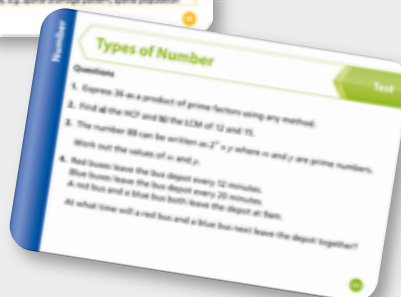 Number
Types of Number
Test
Questions
1. Express 36 as a product of prime factors using any method.
2. Find a) the HCF and b) the LCM of 12 and 15.
3. The number 88 can be written as 2ⁿ × y where and y are prime numbers.
Work out the values of and y.
4. Red buses leave the bus depot every 12 minutes.
Blue buses leave the bus depot every 20 minutes.
A red bus and a blue bus both leave the depot at 9am.
At what time will a red bus and a blue bus next leave the depot together?